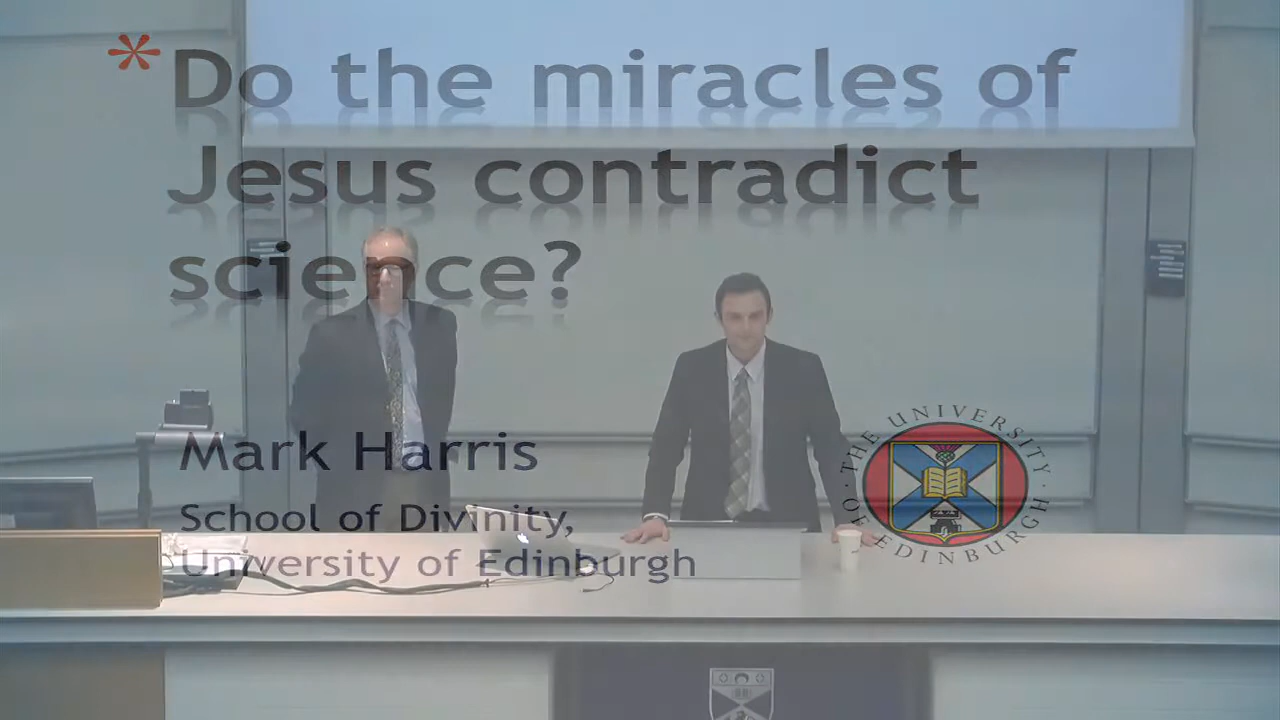 * Do the miracles of
Jesus contradict
science?
Mark Harris
School of Divinity,
University of Edinburgh
· THE UNIVERSITY ·
OF EDINBURGH